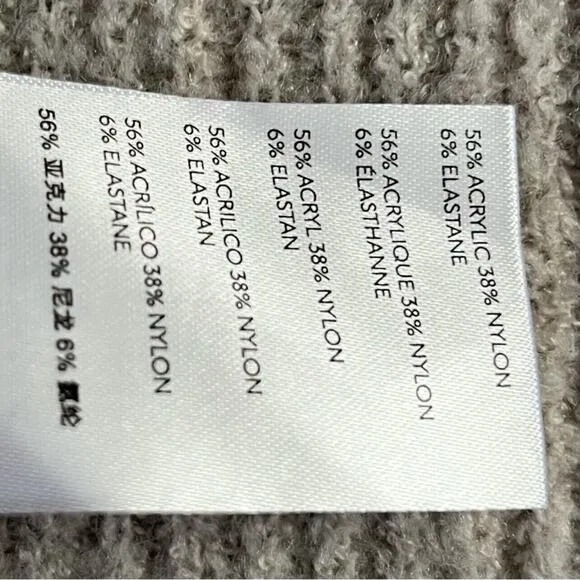 56% ACRYLIC 38% NYLON
6% ELASTANE
56% ACRYLIQUE 38% NYLON
6% ÉLASTHANNE
56% ACRYL 38% NYLON
6% ELASTAN
56% ACRILICO 38% NYLON
6% ELASTAN
56% ACRÍLICO 38% NYLON
6% ELASTANE
56% 亚克力 38% 尼龙 6% 氨纶